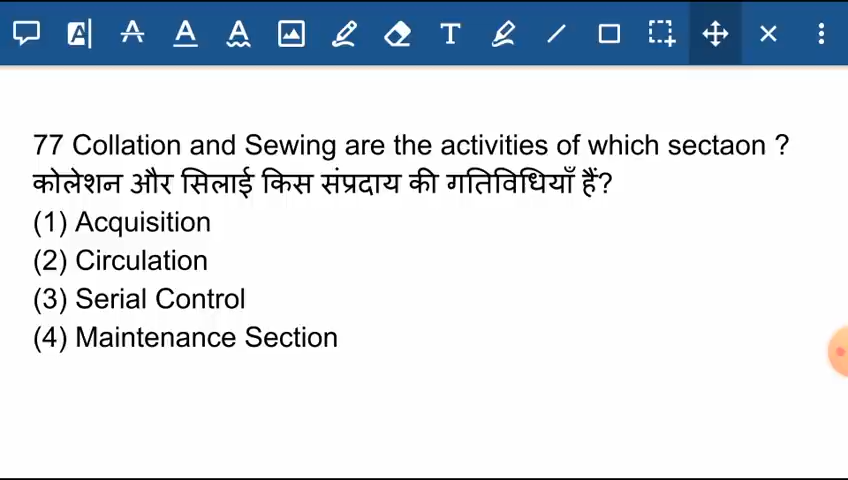 77 Collation and Sewing are the activities of which sectaon ?
कोलेशन और सिलाई किस संप्रदाय की गतिविधियाँ हैं?
(1) Acquisition
(2) Circulation
(3) Serial Control
(4) Maintenance Section